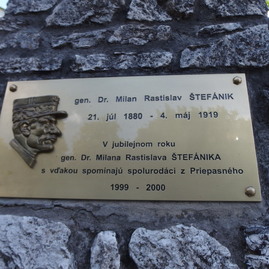 gen. Dr. Milan Rastislav ŠTEFÁNIK
21. júl 1880 - 4. máj 1919
V jubilejnom roku
gen. Dr. Milana Rastislava ŠTEFÁNIKA
s vďakou spomínajú spolurodáci z Priepasného
1999 - 2000